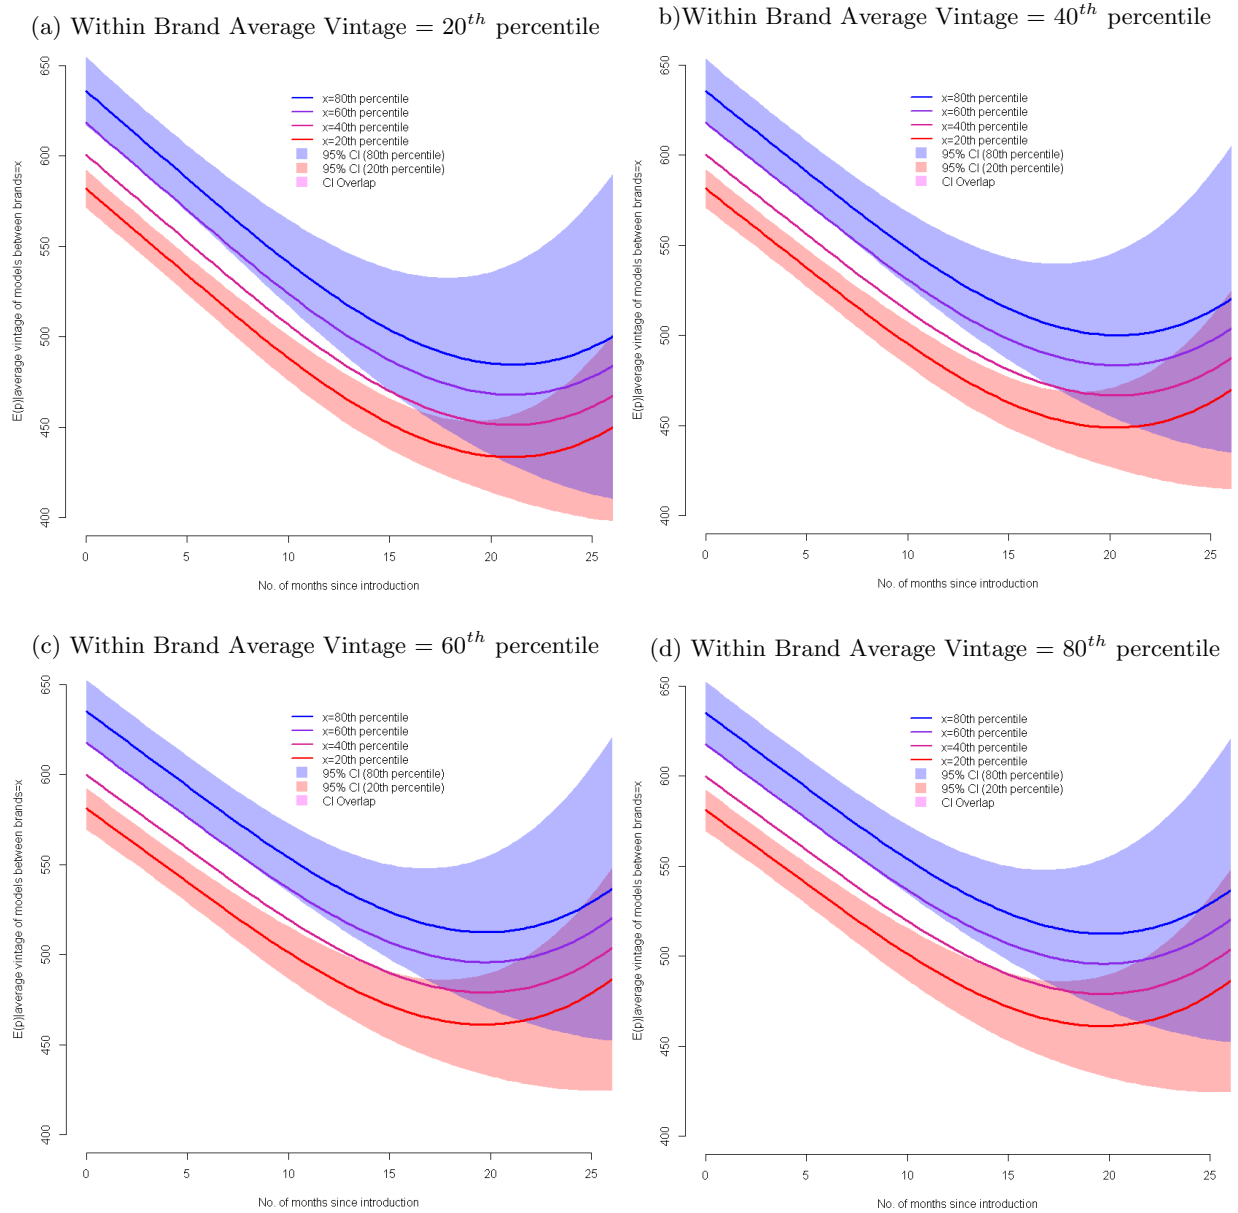 (a) Within Brand Average Vintage = 20th percentile
E(p)|average vintage of models between brands=x
650
600
550
500
450
400
x=80th percentile
x=60th percentile
x=40th percentile
x=20th percentile
95% CI (80th percentile)
95% CI (20th percentile)
CI Overlap
0 5 10 15 20 25
No. of months since introduction
b)Within Brand Average Vintage = 40th percentile
E(p)|average vintage of models between brands=x
650
600
550
500
450
400
x=80th percentile
x=60th percentile
x=40th percentile
x=20th percentile
95% CI (80th percentile)
95% CI (20th percentile)
CI Overlap
0 5 10 15 20 25
No. of months since introduction
(c) Within Brand Average Vintage = 60th percentile
E(p)|average vintage of models between brands=x
650
600
550
500
450
400
x=80th percentile
x=60th percentile
x=40th percentile
x=20th percentile
95% CI (80th percentile)
95% CI (20th percentile)
CI Overlap
0 5 10 15 20 25
No. of months since introduction
(d) Within Brand Average Vintage = 80th percentile
E(p)|average vintage of models between brands=x
650
600
550
500
450
400
x=80th percentile
x=60th percentile
x=40th percentile
x=20th percentile
95% CI (80th percentile)
95% CI (20th percentile)
CI Overlap
0 5 10 15 20 25
No. of months since introduction